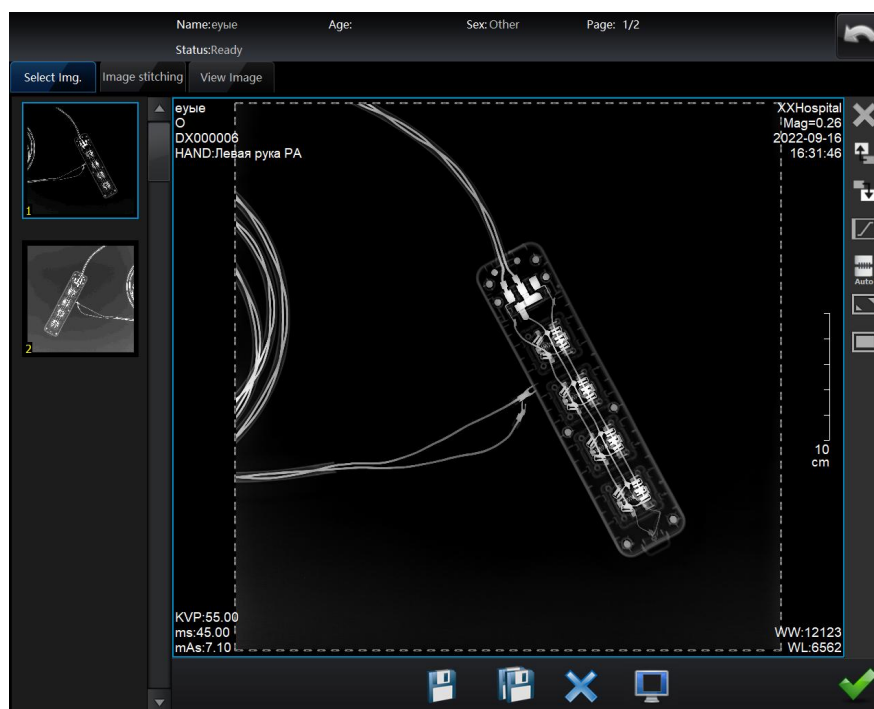 Name:еуые Age: Sex:Other Page: 1/2
Status:Ready
Select Img. Image stitching View Image
1
2
еуые
O
DX000006
HAND:Левая рука PA
XXHospital
Mag=0.26
2022-09-16
16:31:46
Auto
10
cm
KVP:55.00
ms:45.00
mAs:7.10
WW:12123
WL:6562